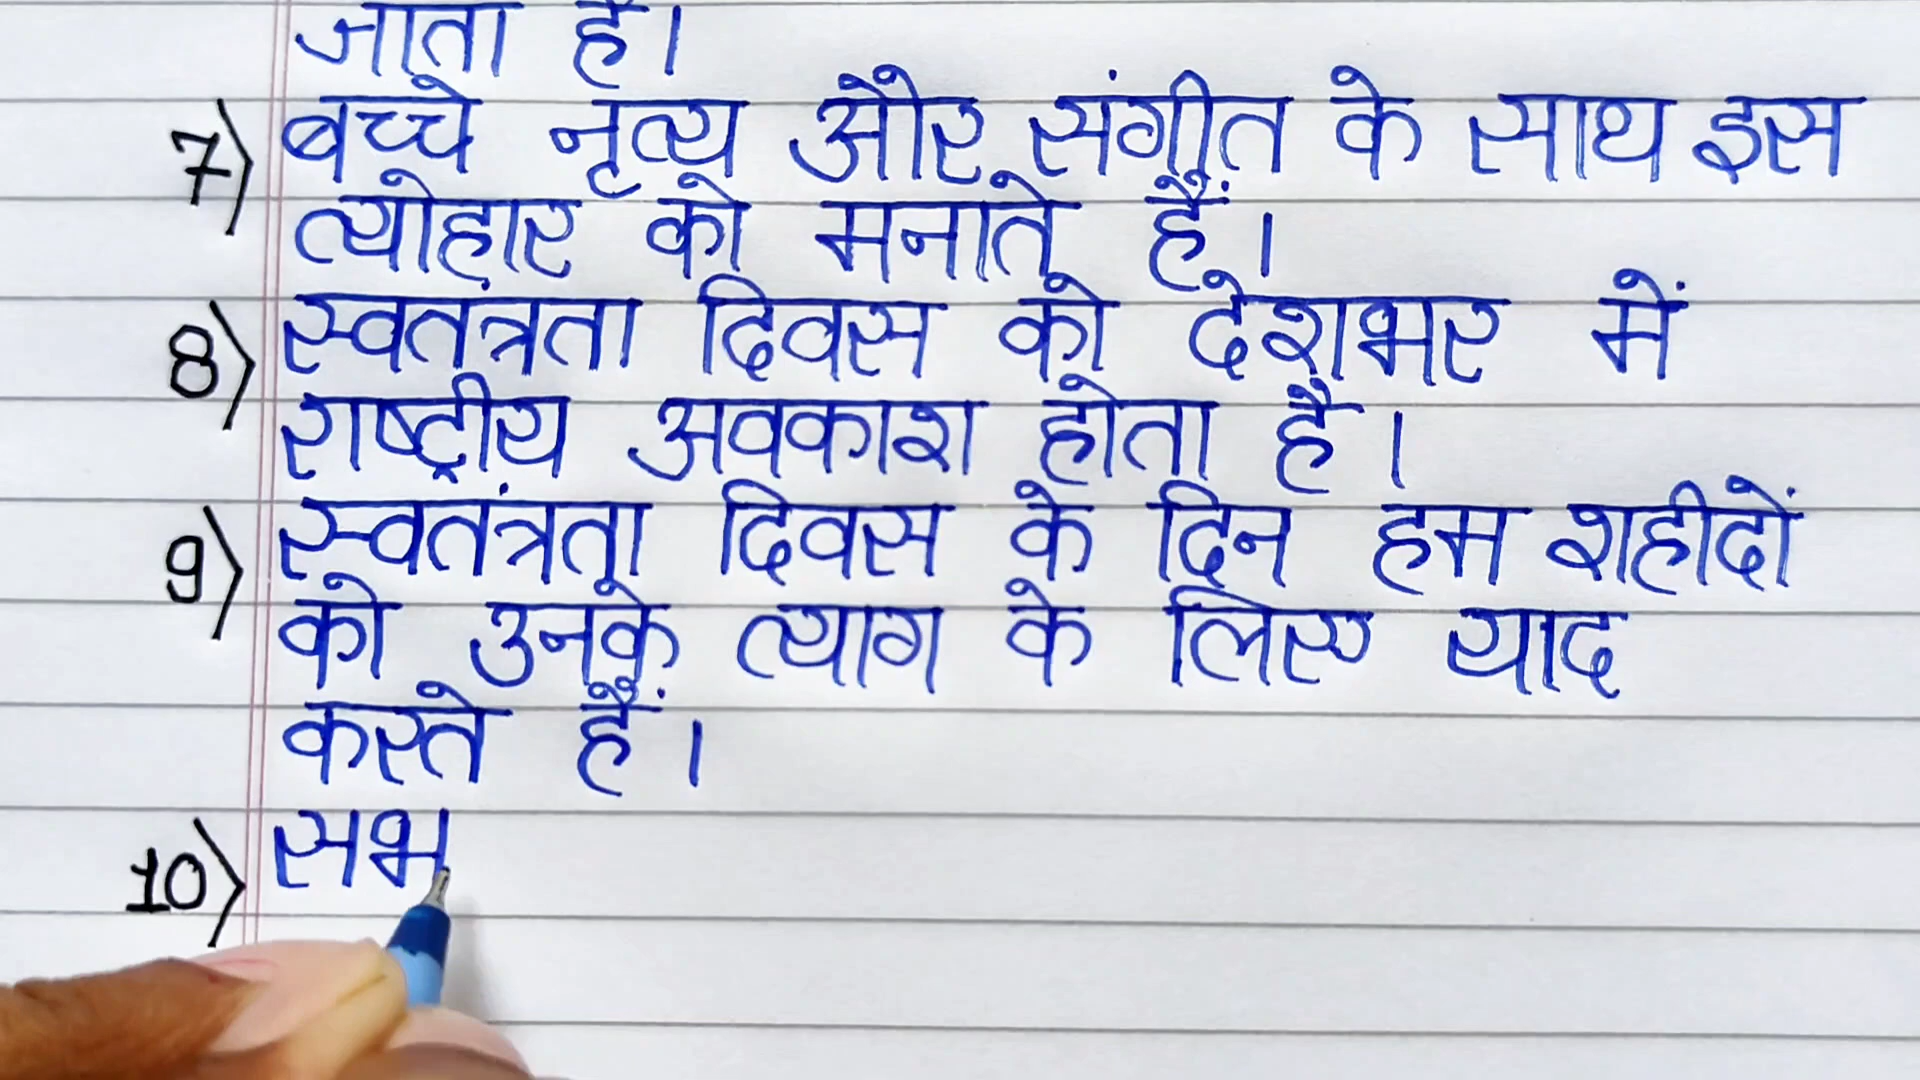 जाता है।
7) बच्चे नृत्य और संगीत के साथ इस
त्योहार को मनाते हैं।
8) स्वतंत्रता दिवस को देशभर में
राष्ट्रीय अवकाश होता है।
9) स्वतंत्रता दिवस के दिन हम शहीदों
को उनके त्याग के लिए याद
करते हैं।
10) सभ